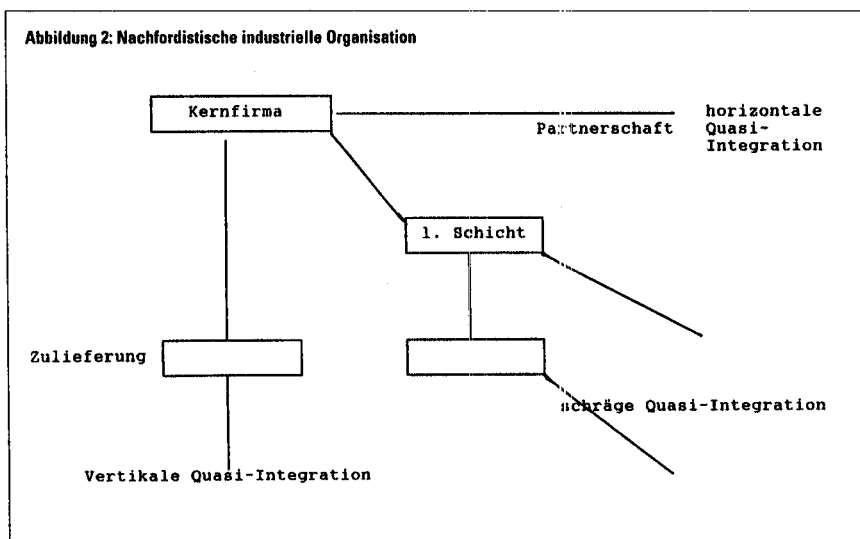 Abbildung 2: Nachfordistische industrielle Organisation
Kernfirma
horizontale
Partnerschaft
Quasi-
Integration
1. Schicht
Zulieferung
schräge Quasi-Integration
Vertikale Quasi-Integration